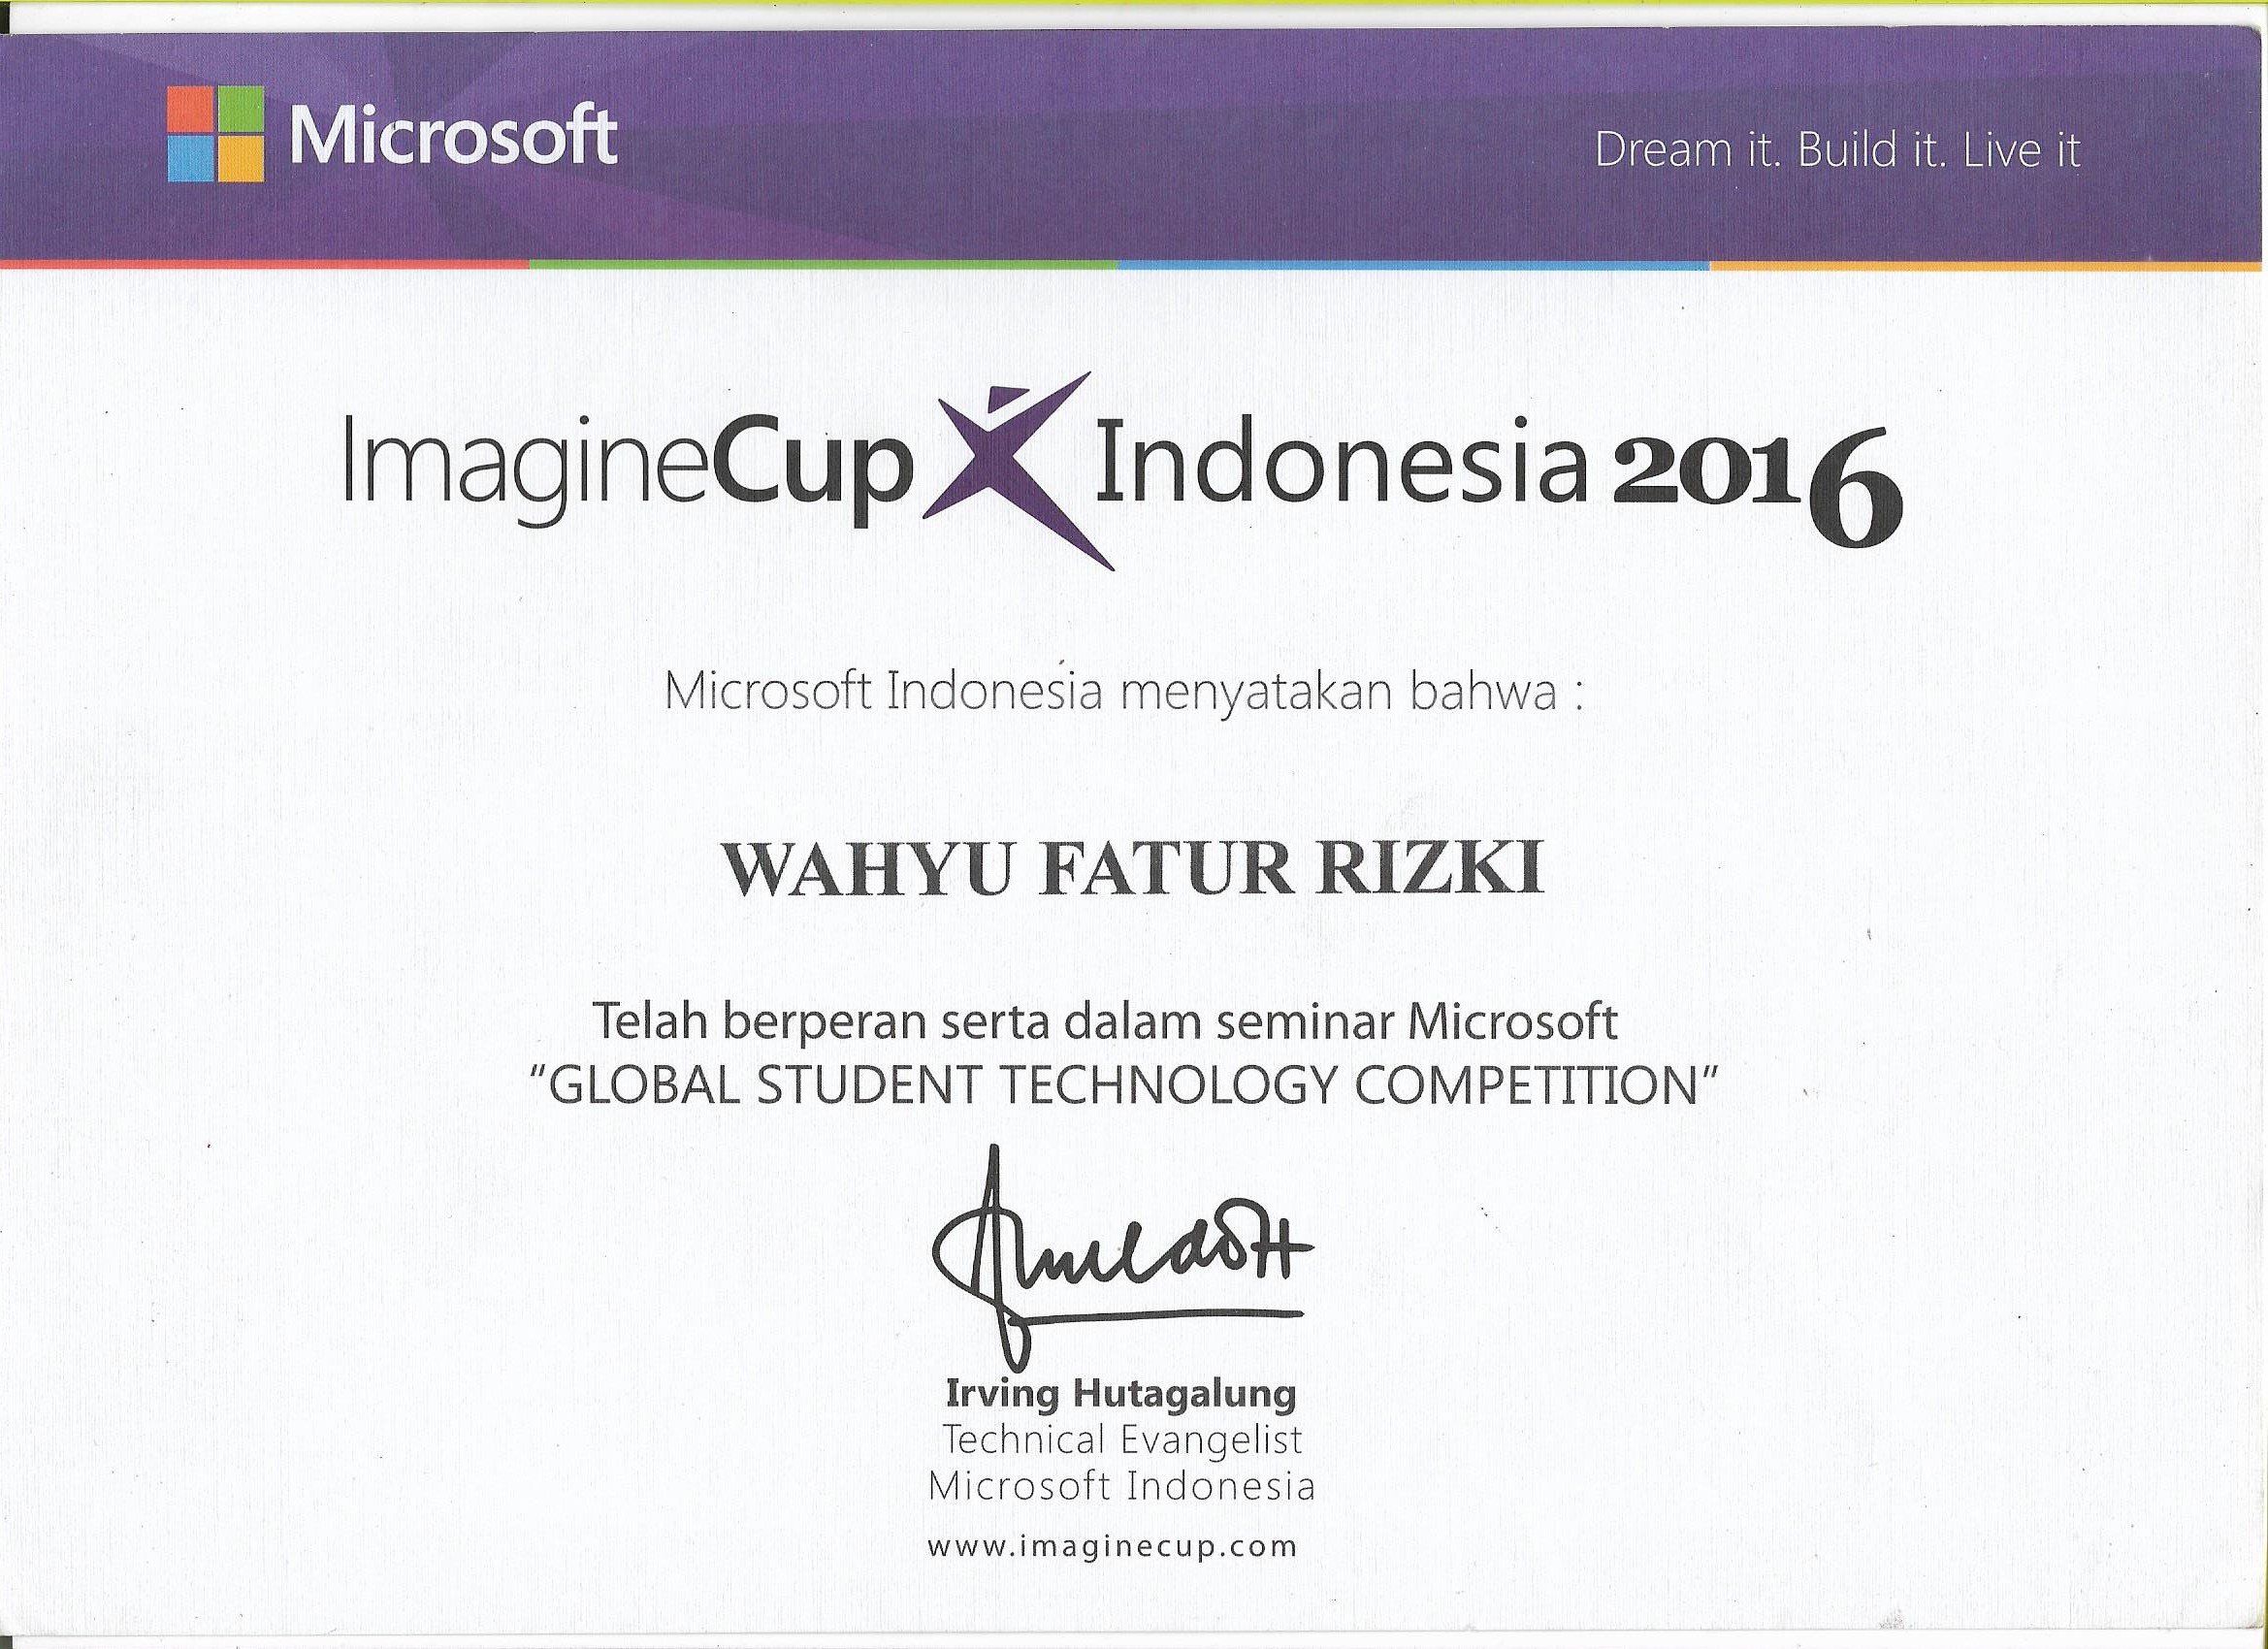 Microsoft
Dream it. Build it. Live it
ImagineCup Indonesia 2016
Microsoft Indonesia menyatakan bahwa :
WAHYU FATUR RIZKI
Telah berperan serta dalam seminar Microsoft
"GLOBAL STUDENT TECHNOLOGY COMPETITION"
Irving Hutagalung
Technical Evangelist
Microsoft Indonesia
www.imaginecup.com